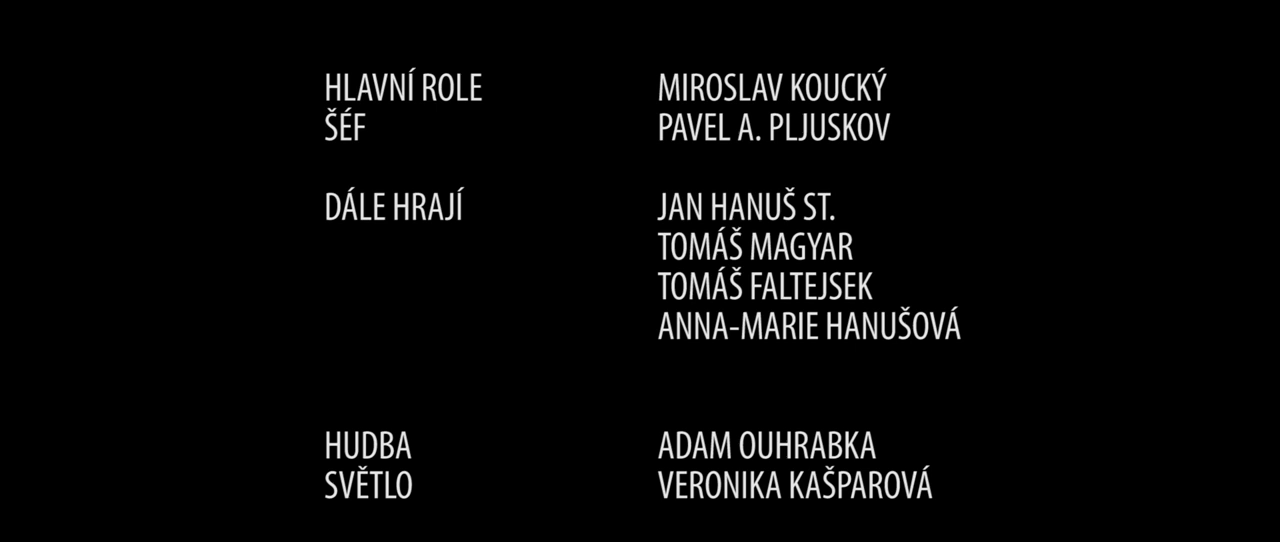 HLAVNÍ ROLE MIROSLAV KOUCKÝ
ŠÉF PAVEL A. PLJUSKOV
DÁLE HRAJÍ JAN HANUŠ ST.
TOMÁŠ MAGYAR
TOMÁŠ FALTEJSEK
ANNA-MARIE HANUŠOVÁ
HUDBA ADAM OUHRABKA
SVĚTLO VERONIKA KAŠPAROVÁ